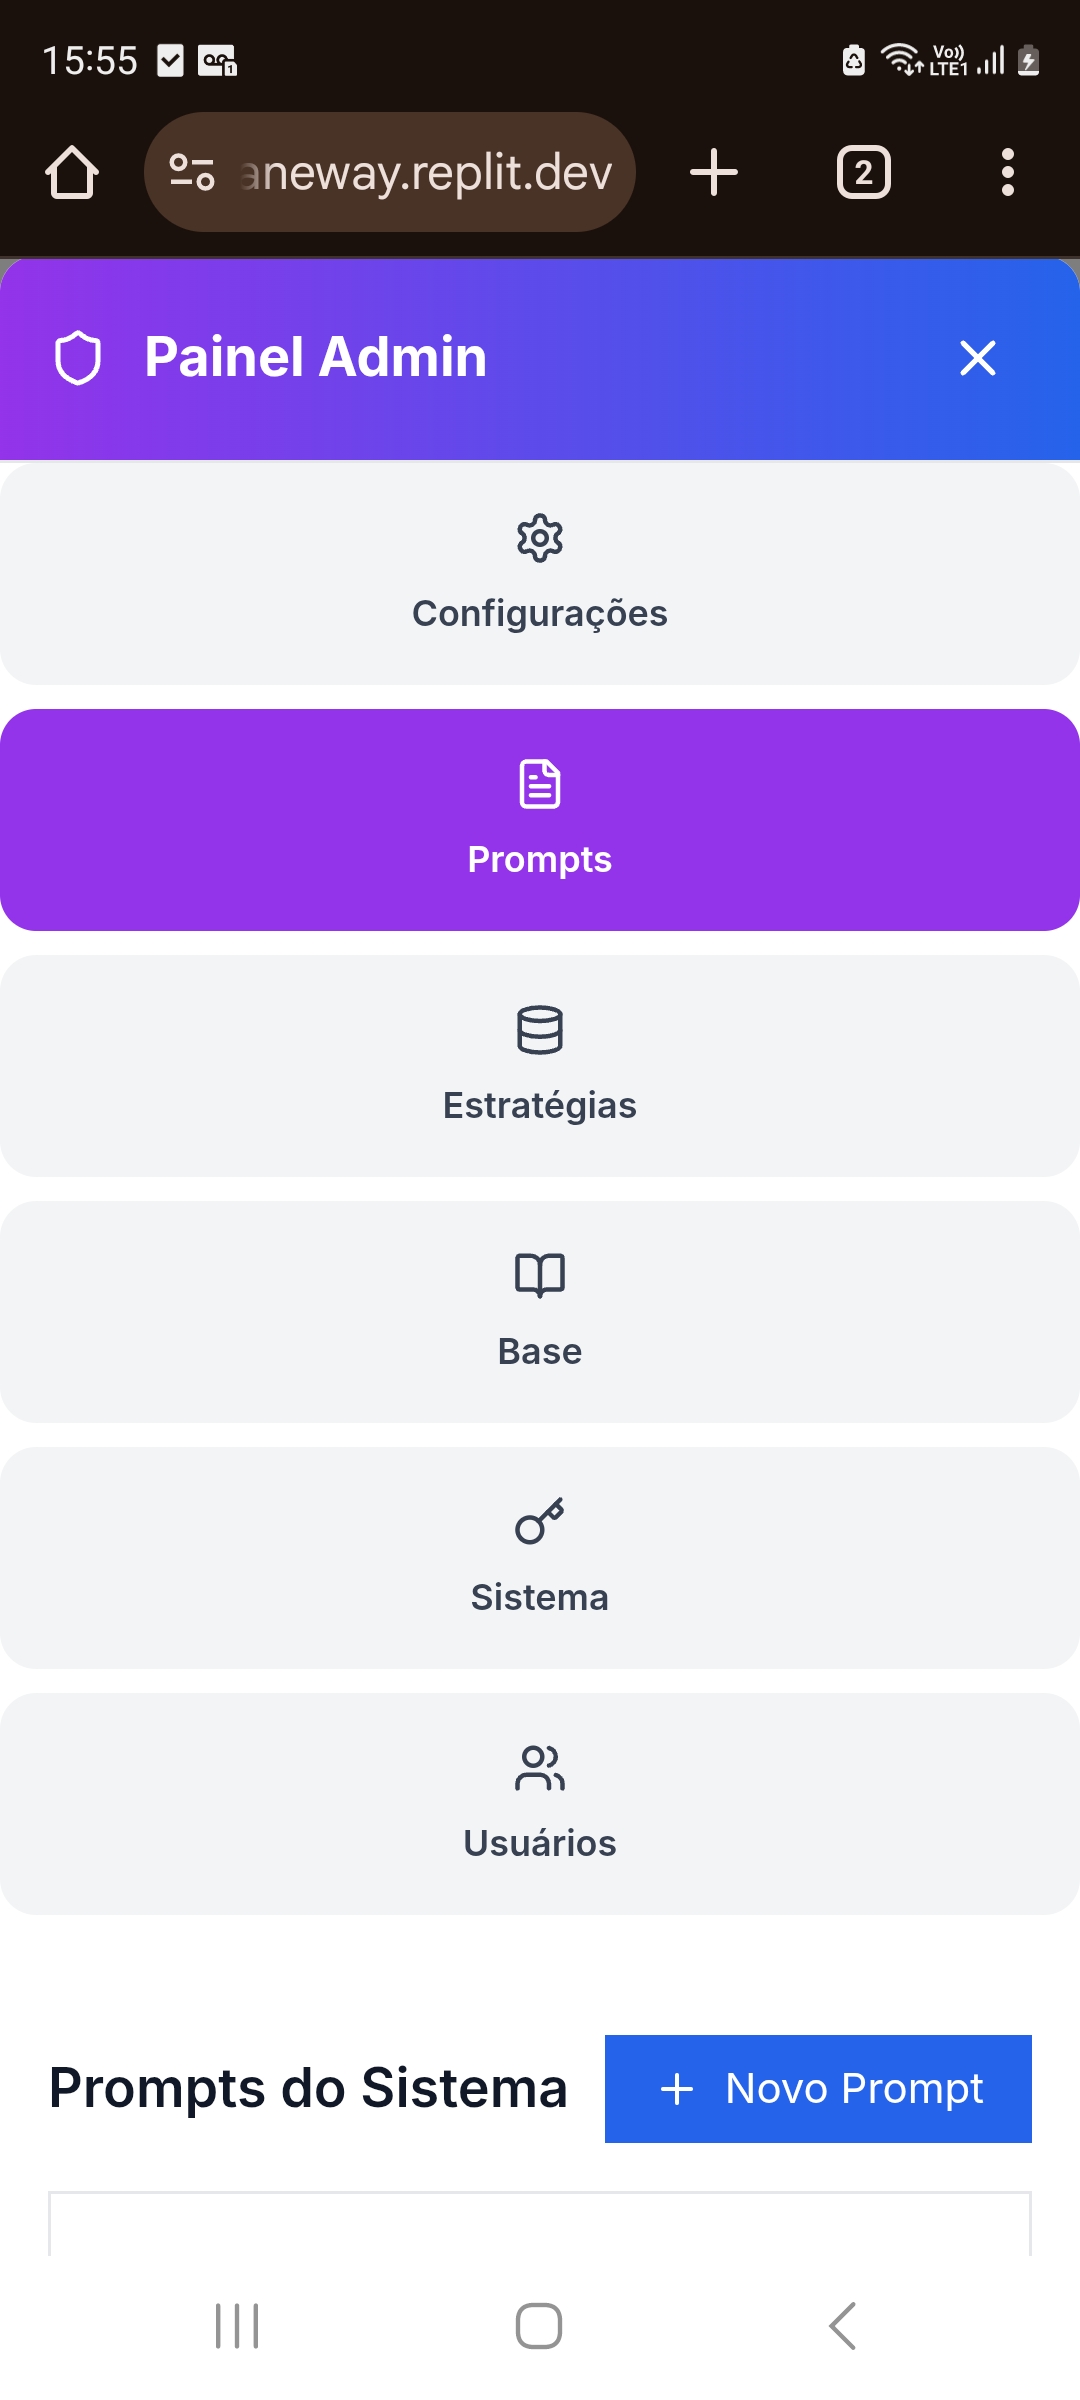 15:55
Vo))
LTE1
aneway.replit.dev
2
Painel Admin
Configurações
Prompts
Estratégias
Base
Sistema
Usuários
Prompts do Sistema
Novo Prompt